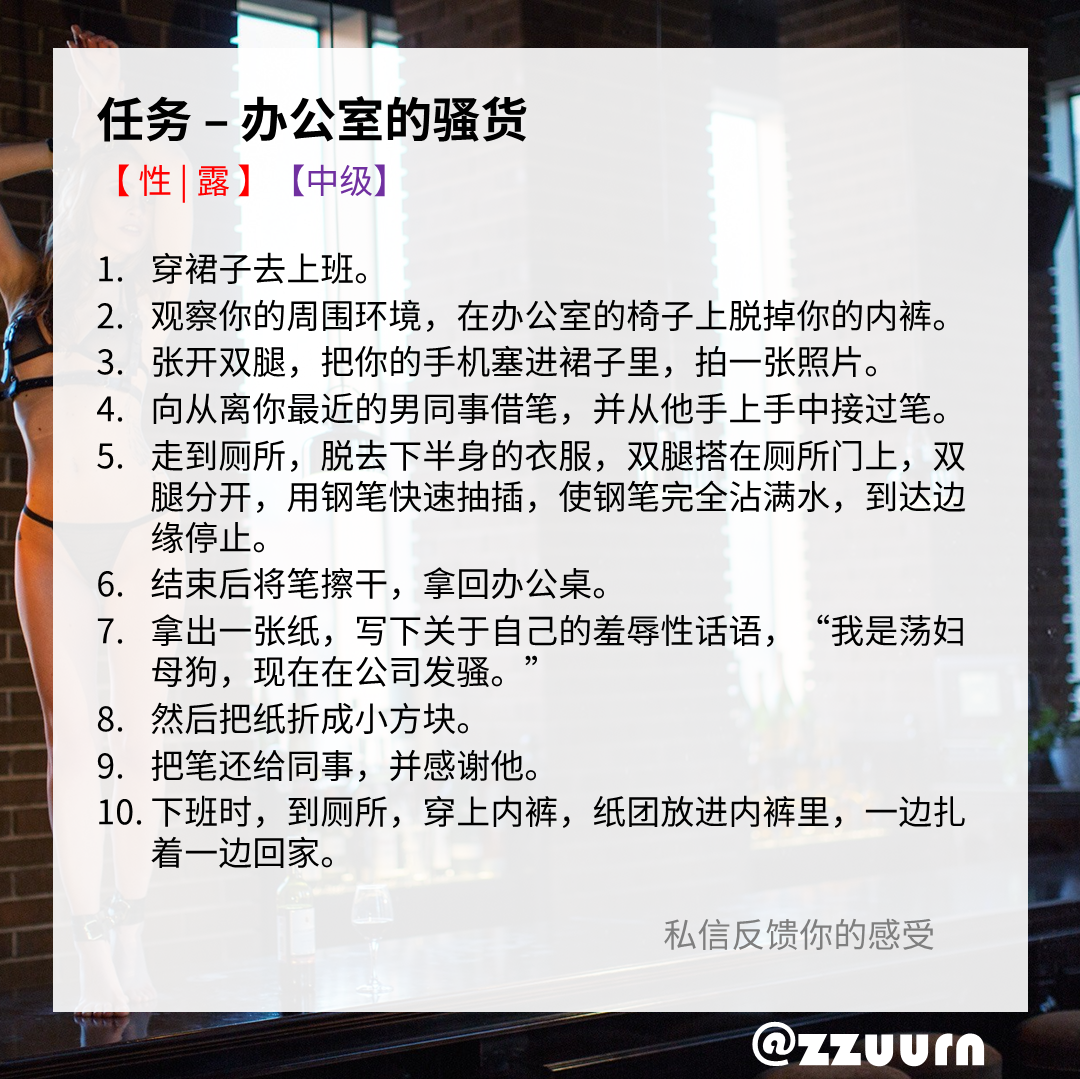 任务 – 办公室的骚货
【 性 | 露 】 【中级】
1. 穿裙子去上班。
2. 观察你的周围环境，在办公室的椅子上脱掉你的内裤。
3. 张开双腿，把你的手机塞进裙子里，拍一张照片。
4. 向从离你最近的男同事借笔，并从他手上手中接过笔。
5. 走到厕所，脱去下半身的衣服，双腿搭在厕所门上，双
腿分开，用钢笔快速抽插，使钢笔完全沾满水，到达边
缘停止。
6. 结束后将笔擦干，拿回办公桌。
7. 拿出一张纸，写下关于自己的羞辱性话语，“我是荡妇
母狗，现在在公司发骚。”
8. 然后把纸折成小方块。
9. 把笔还给同事，并感谢他。
10. 下班时，到厕所，穿上内裤，纸团放进内裤里，一边扎
着一边回家。
私信反馈你的感受
@zzuurn